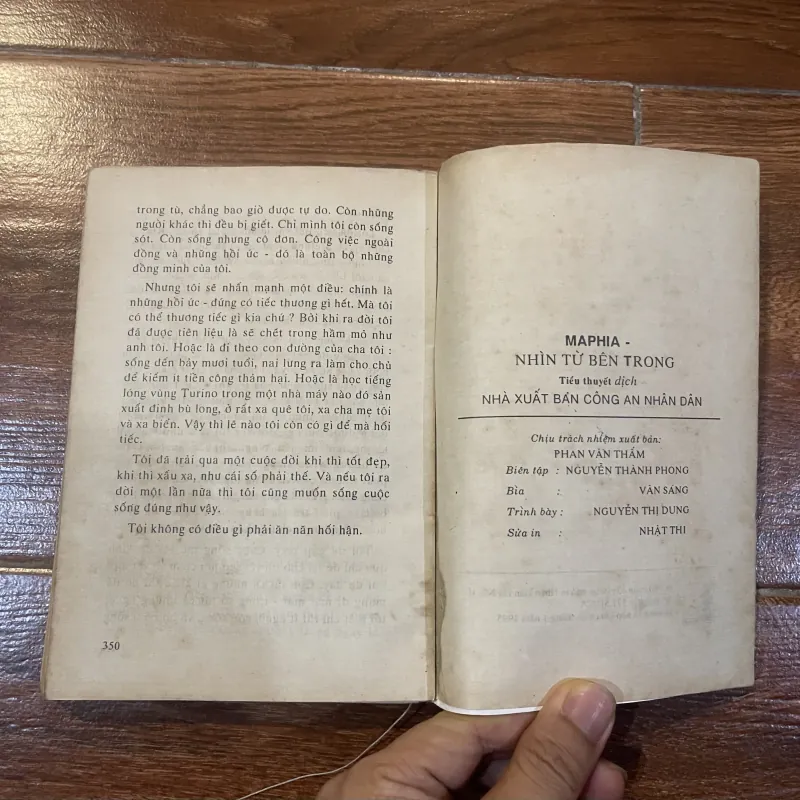 trong tù, chẳng bao giờ được tự do. Còn những
người khác thì đều bị giết. Chỉ mình tôi còn sống
sót. Còn sống nhưng cô đơn. Công việc ngoài
đồng và những hồi ức - đó là toàn bộ những
đồng minh của tôi.
Nhưng tôi sẽ nhấn mạnh một điều: chính là
những hồi ức - đúng có tiếc thương gì hết. Mà tôi
có thể thương tiếc gì kia chứ ? Bởi khi ra đời tôi
đã được tiên liệu là sẽ chết trong hầm mỏ như
anh tôi. Hoặc là đi theo con đường của cha tôi :
sống đến bảy mươi tuổi, nai lưng ra làm cho chủ
để kiếm ít tiền công thảm hại. Hoặc là học tiếng
lóng vùng Turino trong một nhà máy nào đó sản
xuất đinh bù long, ở rất xa quê tôi, xa cha mẹ tôi
và xa biển. Vậy thì lẽ nào tôi còn có gì để mà hối
tiếc.
Tôi đã trải qua một cuộc đời khi thì tốt đẹp,
khi thì xấu xa, như cái số phải thế. Và nếu tôi ra
đời một lần nữa thì tôi cũng muốn sống cuộc
sống đúng như vậy.
Tôi không có điều gì phải ăn năn hối hận.
350
MAPHIA -
NHÌN TỪ BÊN TRONG
Tiểu thuyết dịch
NHÀ XUẤT BẢN CÔNG AN NHÂN DÂN
Chịu trách nhiệm xuất bản:
PHAN VĂN THẨM
Biên tập : NGUYỄN THÀNH PHONG
Bìa : VĂN SÁNG
Trình bày : NGUYỄN THỊ DUNG
Sửa in : NHẬT THI